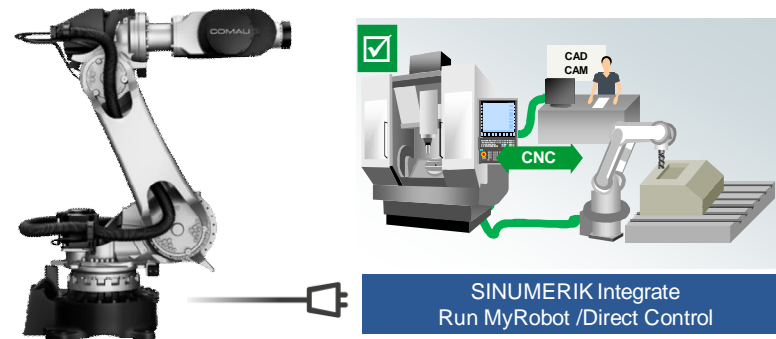 COMAU
CAD
CAM
CNC
SINUMERIK Integrate
Run MyRobot /Direct Control